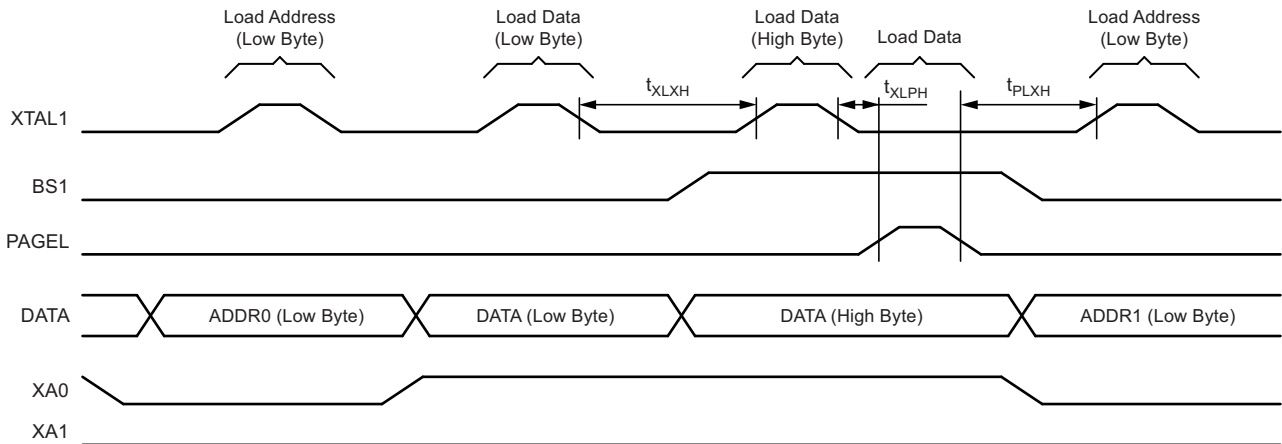 Load Address
(Low Byte)
Load Data
(Low Byte)
Load Data
(High Byte)
Load Data
Load Address
(Low Byte)
XTAL1
tXLXH
tXLPH
tPLXH
BS1
PAGEL
DATA
ADDR0 (Low Byte)
DATA (Low Byte)
DATA (High Byte)
ADDR1 (Low Byte)
XA0
XA1